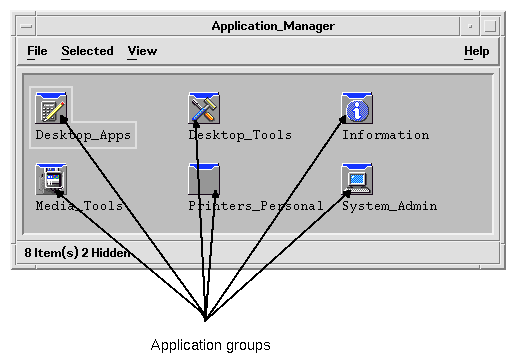 Application_Manager
File Selected View Help
Desktop_Apps Desktop_Tools Information
Media_Tools Printers_Personal System_Admin
8 Item(s) 2 Hidden
Application groups